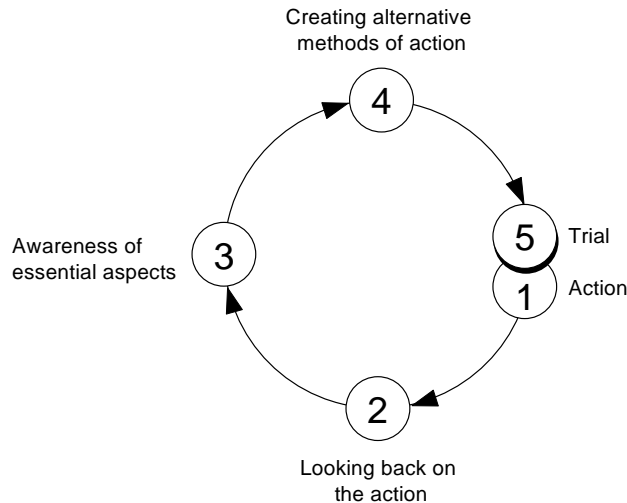 Creating alternative
methods of action
4
5
Trial
Awareness of
essential aspects
3
1
Action
2
Looking back on
the action